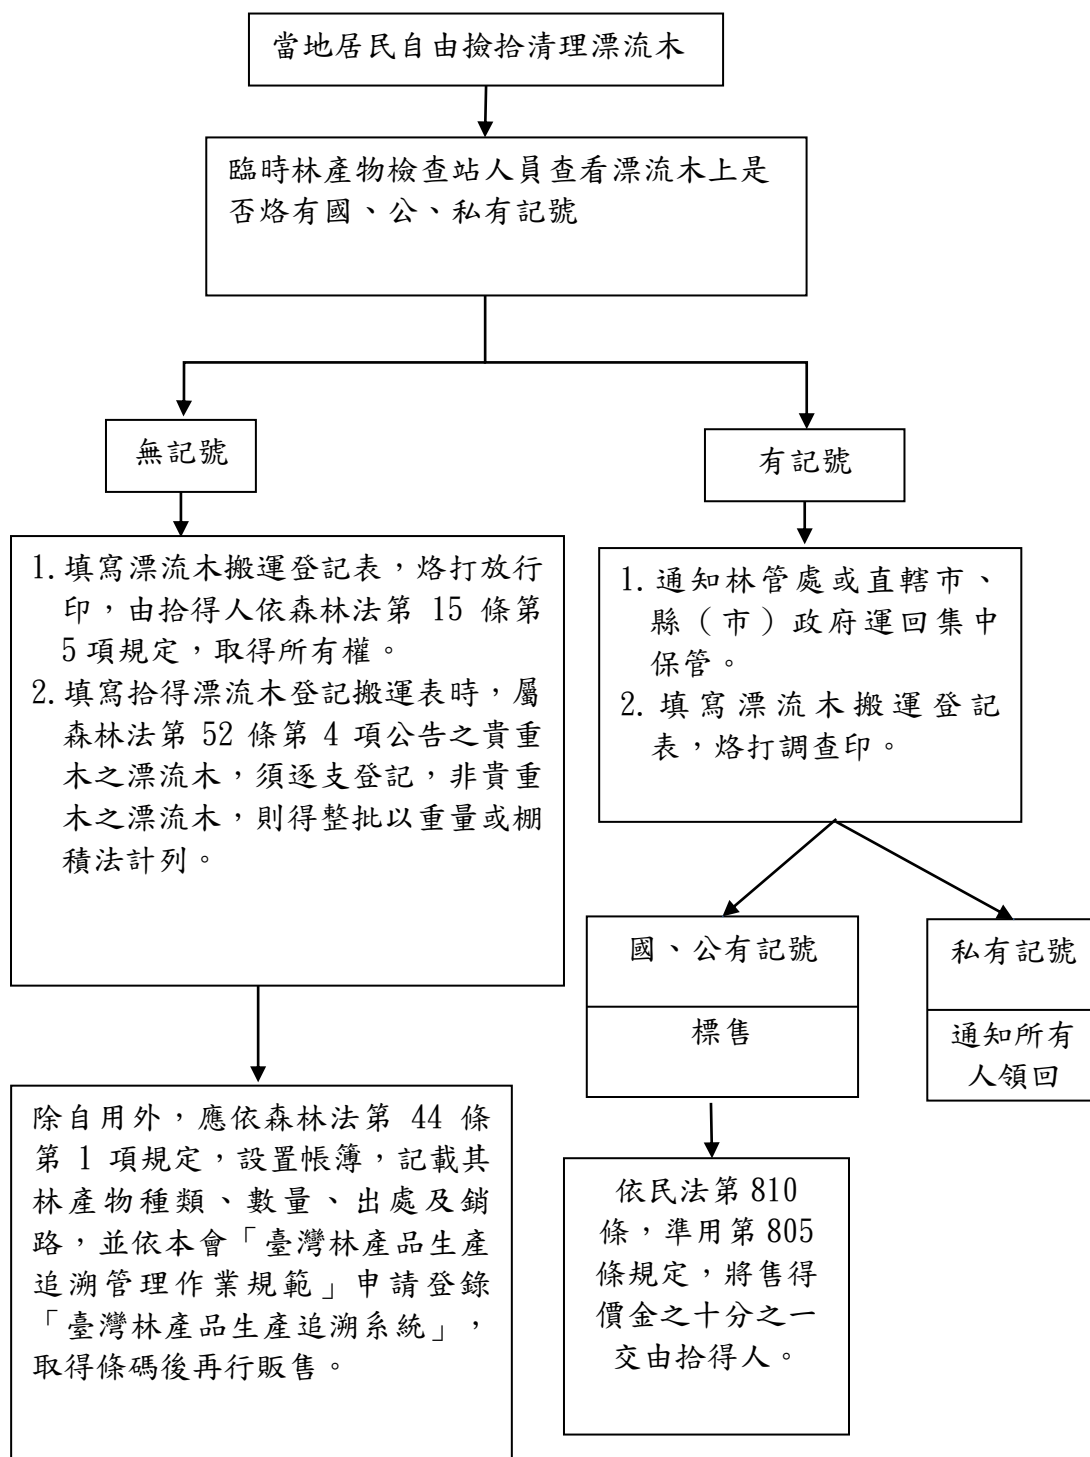 當地居民自由撿拾清理漂流木
臨時林產物檢查站人員查看漂流木上是
否烙有國、公、私有記號
無記號
有記號
1.填寫漂流木搬運登記表，烙打放行
印，由拾得人依森林法第 15 條第
5 項規定，取得所有權。
2.填寫拾得漂流木登記搬運表時，屬
森林法第 52 條第 4 項公告之貴重
木之漂流木，須逐支登記，非貴重
木之漂流木，則得整批以重量或棚
積法計列。
1. 通知林管處或直轄市、
縣（市）政府運回集中
保管。
2. 填寫漂流木搬運登記
表，烙打調查印。
國、公有記號
標售
私有記號
通知所有
人領回
除自用外，應依森林法第 44 條
第 1 項規定，設置帳簿，記載其
林產物種類、數量、出處及銷
路，並依本會「臺灣林產品生產
追溯管理作業規範」申請登錄
「臺灣林產品生產追溯系統」，
取得條碼後再行販售。
依民法第 810
條，準用第 805
條規定，將售得
價金之十分之一
交由拾得人。